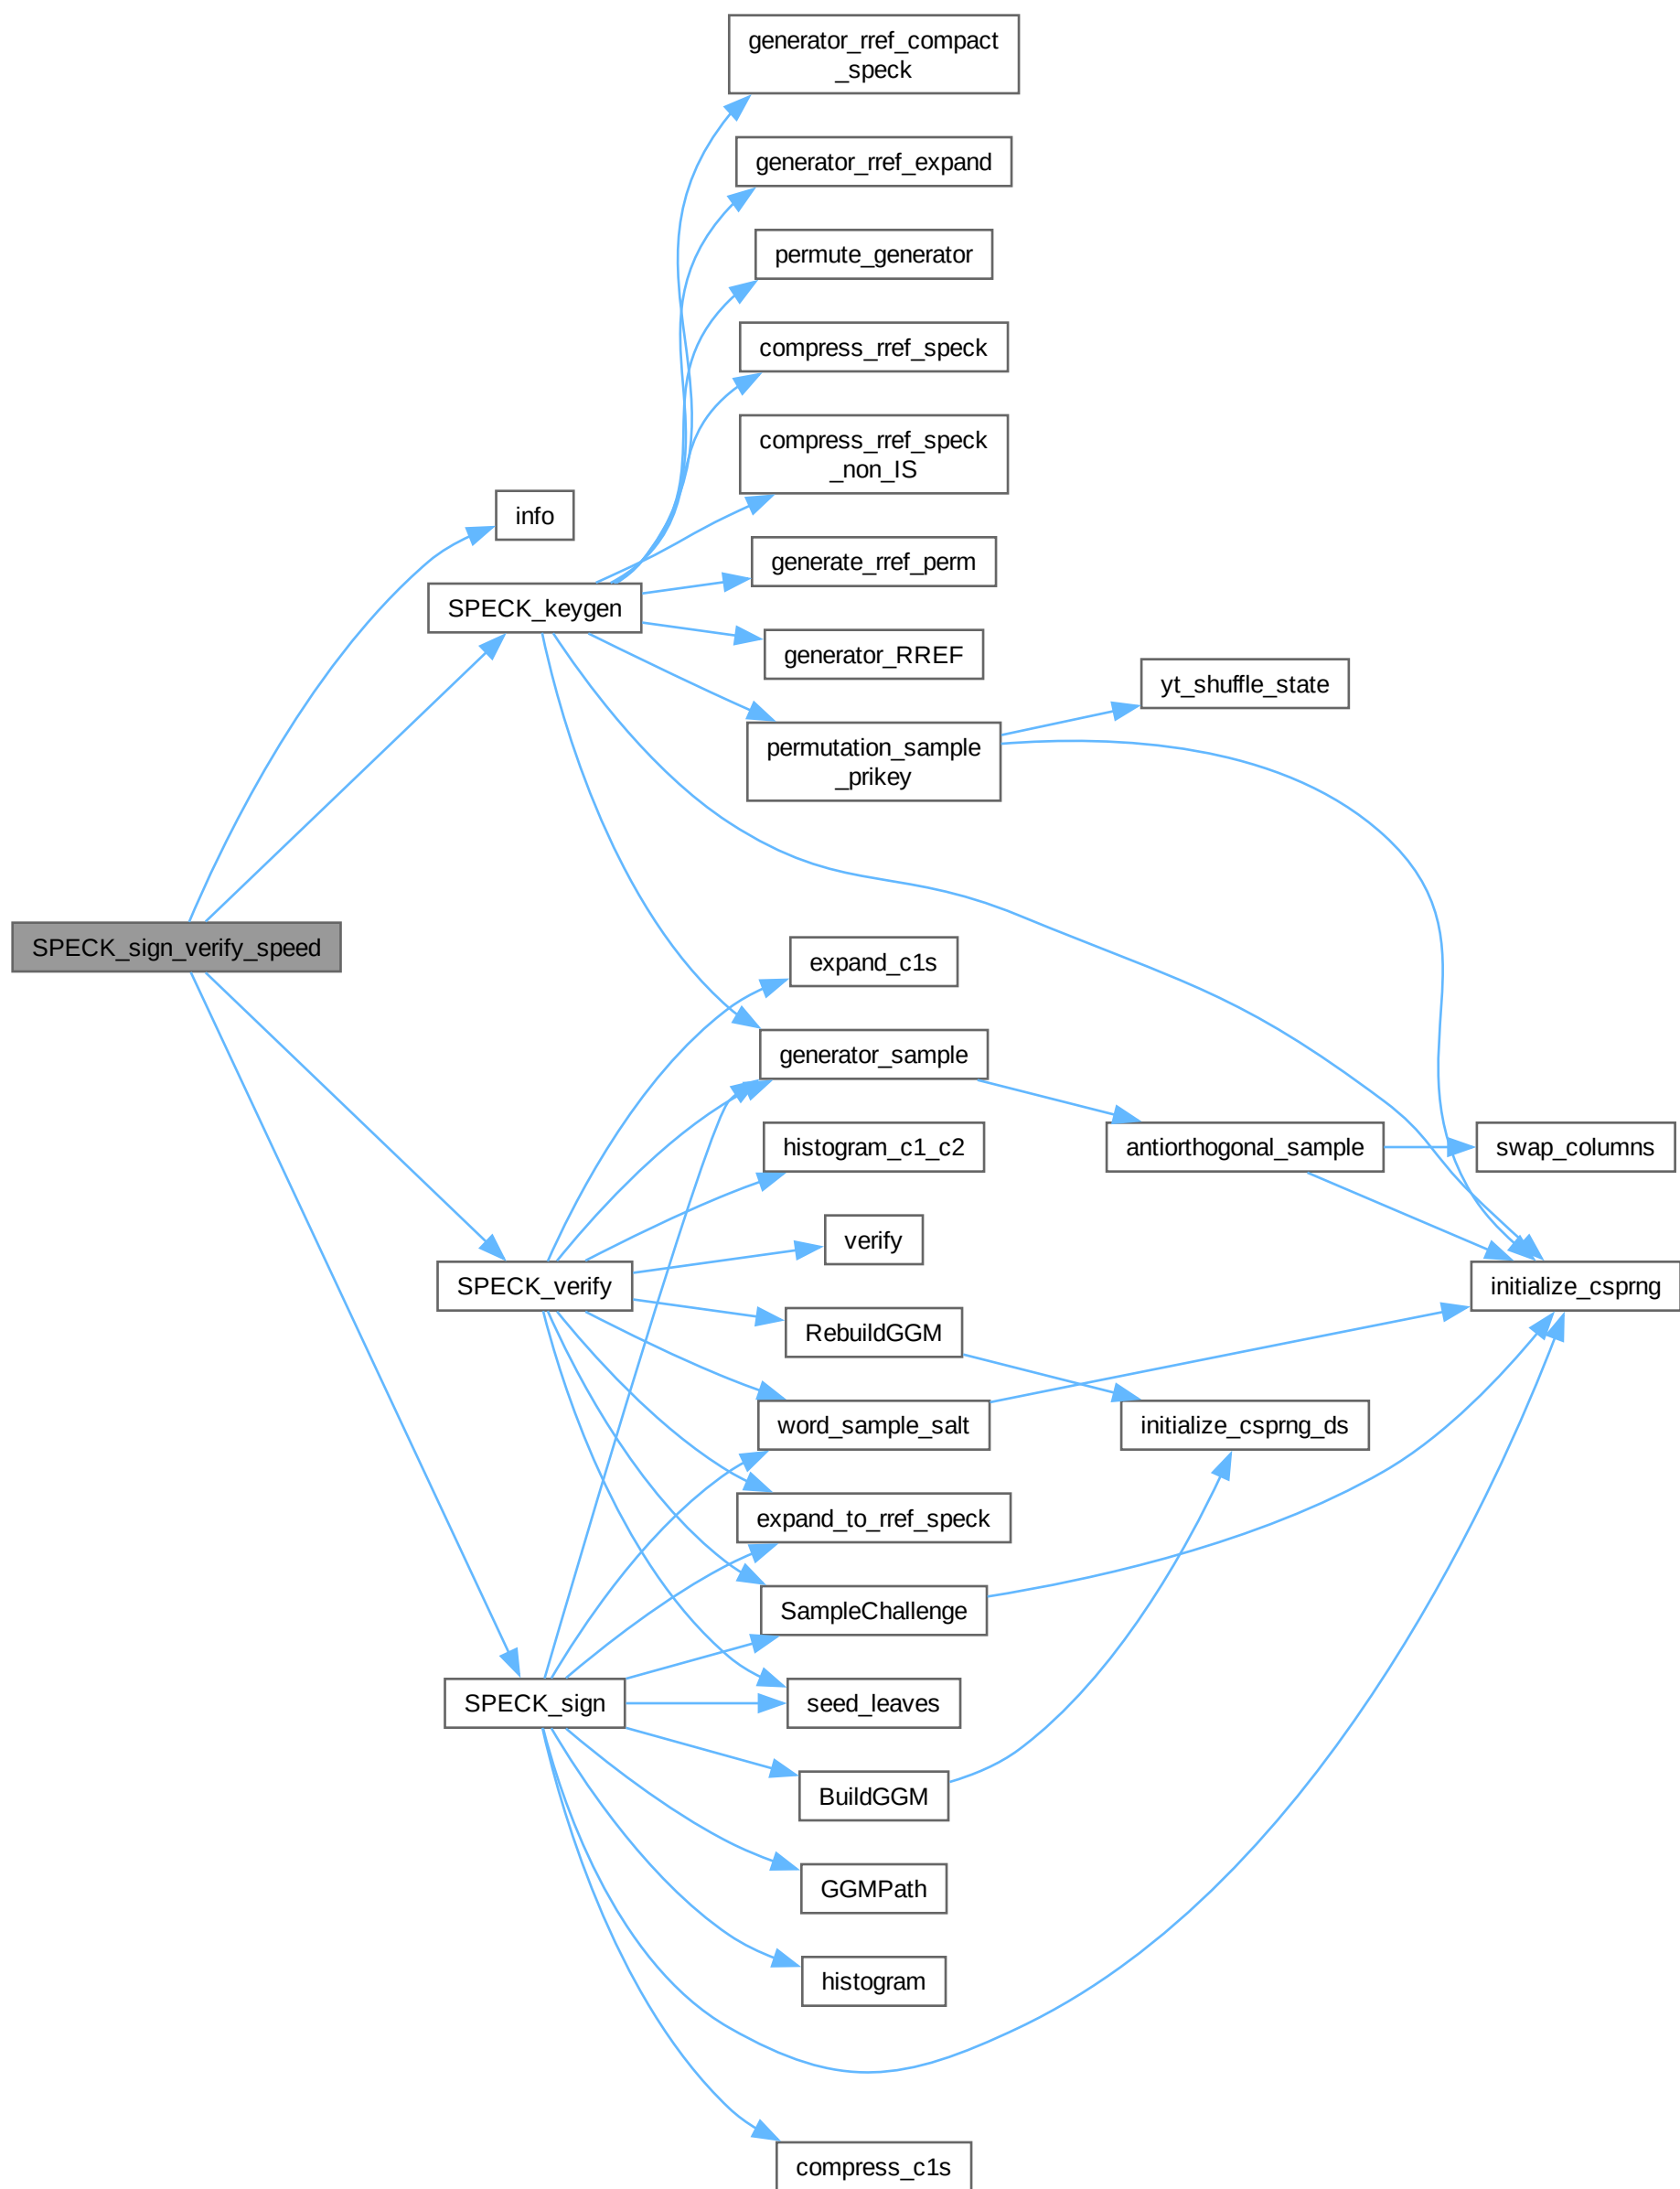 generator_rref_compact
_speck
generator_rref_expand
permute_generator
compress_rref_speck
compress_rref_speck
_non_IS
info
generate_rref_perm
SPECK_keygen
generator_RREF
yt_shuffle_state
permutation_sample
_prikey
SPECK_sign_verify_speed
expand_c1s
generator_sample
histogram_c1_c2
antiorthogonal_sample
swap_columns
verify
SPECK_verify
initialize_csprng
RebuildGGM
word_sample_salt
initialize_csprng_ds
expand_to_rref_speck
SampleChallenge
SPECK_sign
seed_leaves
BuildGGM
GGMPath
histogram
compress_c1s